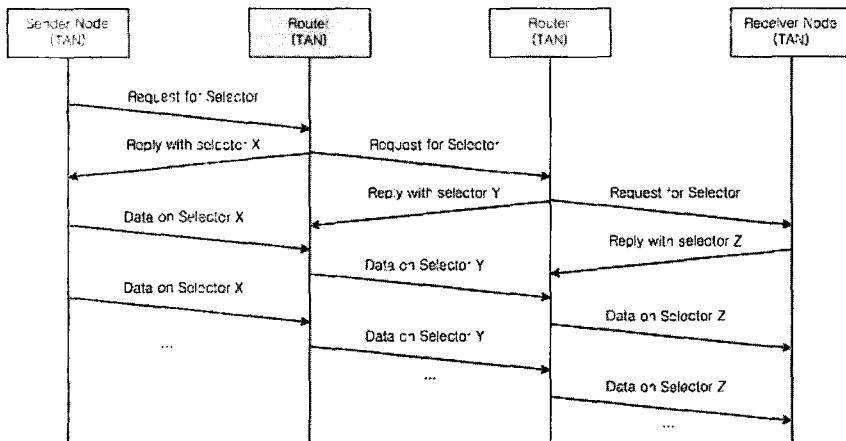 Sender Node
(TAN)
Router
(TAN)
Router
(TAN)
Receiver Node
(TAN)
Request for Selector
Reply with selector X
Request for Selector
Reply with selector Y
Request for Selector
Data on Selector X
Reply with selector Z
Data on Selector Y
Data on Selector X
Data on Selector Z
...
Data on Selector Y
...
Data on Selector Z
...